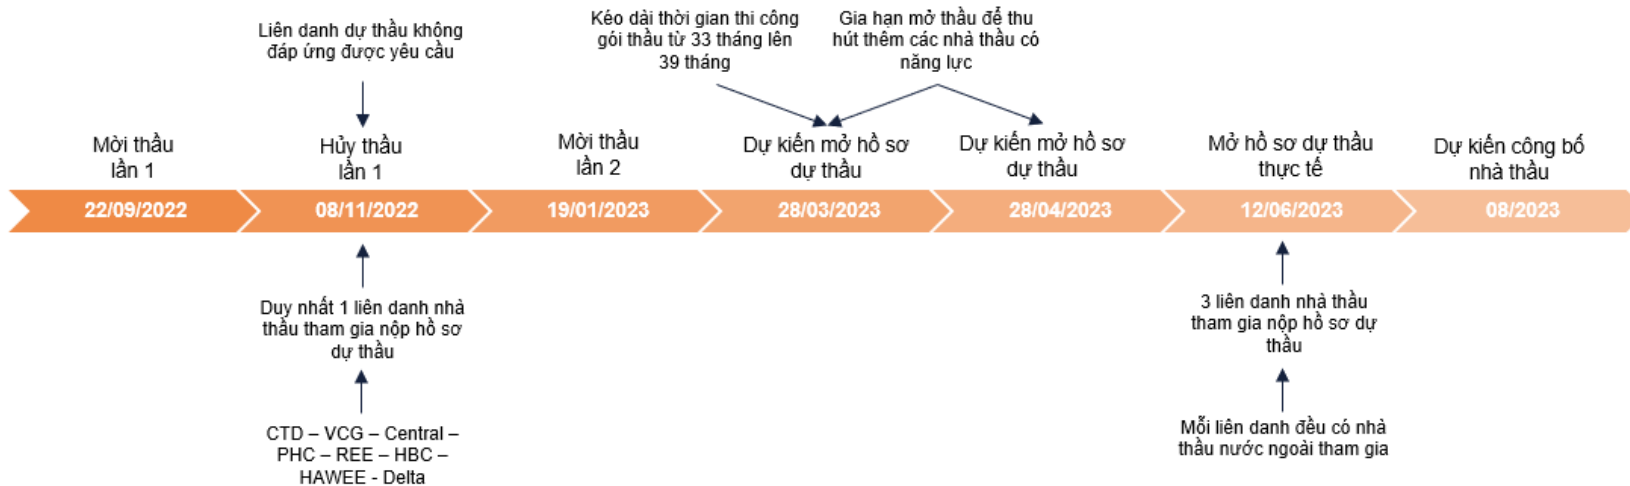 Liên danh dự thầu không
đáp ứng được yêu cầu
Kéo dài thời gian thi công
gói thầu từ 33 tháng lên
39 tháng
Gia hạn mở thầu để thu
hút thêm các nhà thầu có
năng lực
Mời thầu
lần 1
Hủy thầu
lần 1
Mời thầu
lần 2
Dự kiến mở hồ sơ
dự thầu
Dự kiến mở hồ sơ
dự thầu
Mở hồ sơ dự thầu
thực tế
Dự kiến công bố
nhà thầu
22/09/2022
08/11/2022
19/01/2023
28/03/2023
28/04/2023
12/06/2023
08/2023
Duy nhất 1 liên danh nhà
thầu tham gia nộp hồ sơ
dự thầu
CTD – VCG – Central –
PHC – REE – HBC –
HAWEE - Delta
3 liên danh nhà thầu
tham gia nộp hồ sơ dự
thầu
Mỗi liên danh đều có nhà
thầu nước ngoài tham gia